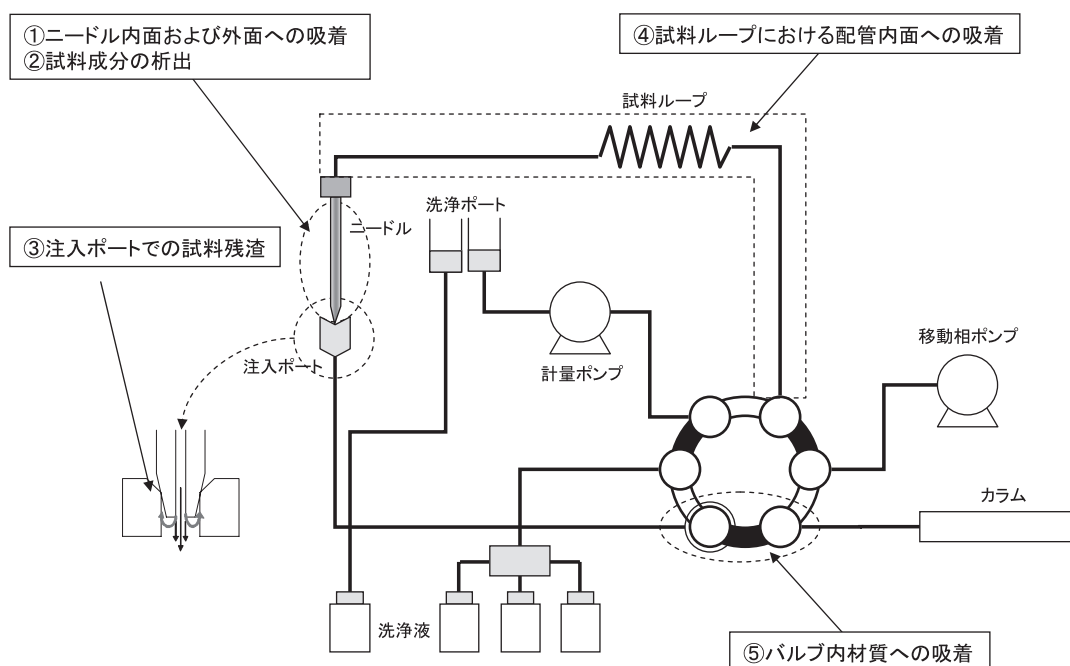 ①ニードル内面および外面への吸着
②試料成分の析出
④試料ループにおける配管内面への吸着
試料ループ
洗浄ポート
ニードル
③注入ポートでの試料残渣
移動相ポンプ
注入ポート
計量ポンプ
カラム
洗浄液
⑤バルブ内材質への吸着